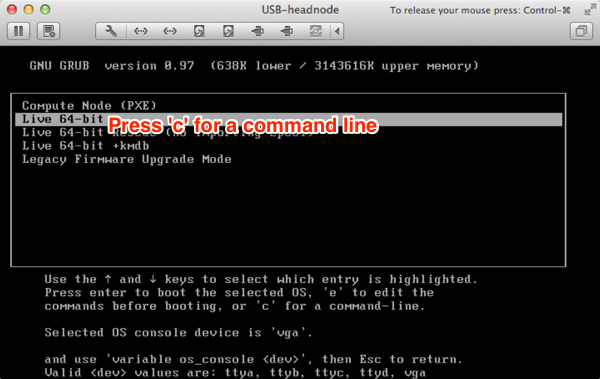 USB-headnode
To release your mouse press: Control-⌘
GNU GRUB version 0.97 (638K lower / 3143616K upper memory)
Compute Node (PXE)
Live 64-bit
Press 'c' for a command line
Live 64-bit
Live 64-bit +kmdb
Legacy Firmware Upgrade Mode
Use the ↑ and ↓ keys to select which entry is highlighted.
Press enter to boot the selected OS, 'e' to edit the
commands before booting, or 'c' for a command-line.
Selected OS console device is 'vga'.
and use 'variable os_console <dev>', then Esc to return.
Valid <dev> values are: ttya, ttyb, ttyc, ttyd, vga